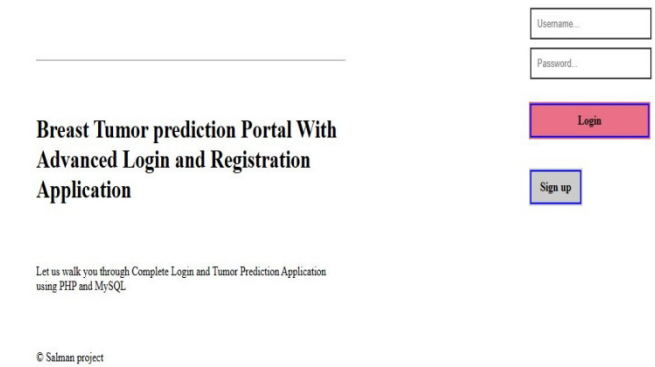 Username...
Password...
Login
Sign up
Breast Tumor prediction Portal With
Advanced Login and Registration
Application
Let us walk you through Complete Login and Tumor Prediction Application
using PHP and MySQL
© Salman project